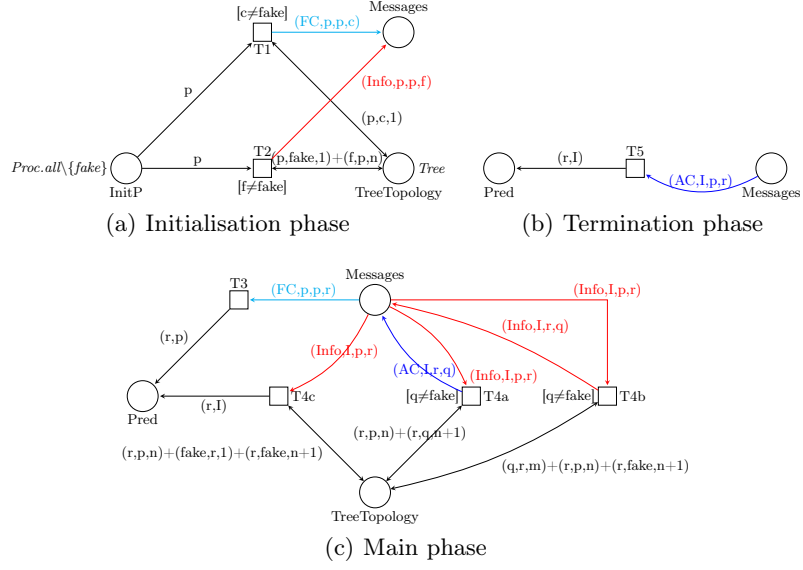 [c≠fake]
Messages
(FC,p,p,c)
T1
(Info,p,p,f)
p
(p,c,1)
T2
p
(p,fake,1)+(f,p,n)
Proc.all\{fake}
Tree
InitP
[f≠fake]
TreeTopology
(a) Initialisation phase
T5
(r,I)
(AC,I,p,r)
Pred
Messages
(b) Termination phase
Messages
T3
(FC,p,p,r)
(Info,I,p,r)
(Info,I,r,q)
(r,p)
(Info,I,p,r)
(AC,I,r,q)
(Info,I,p,r)
Pred
(r,I)
T4c
[q≠fake]
T4a
[q≠fake]
T4b
(r,p,n)+(r,q,n+1)
(r,p,n)+(fake,r,1)+(r,fake,n+1)
(q,r,m)+(r,p,n)+(r,fake,n+1)
TreeTopology
(c) Main phase